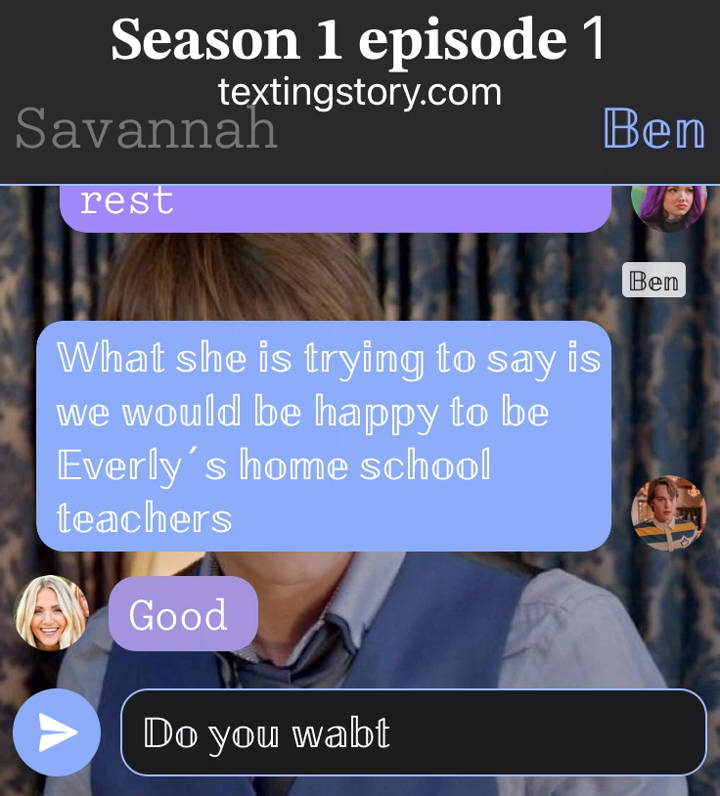 Season 1 episode 1
textingstory.com
Savannah
Ben
rest
Ben
What she is trying to say is
we would be happy to be
Everly´s home school
teachers
Good
Do you wabt